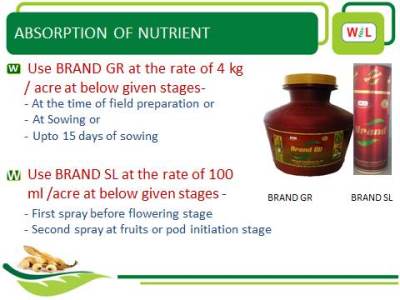 ABSORPTION OF NUTRIENT
WiL
W Use BRAND GR at the rate of 4 kg
/ acre at below given stages-
- At the time of field preparation or
- At Sowing or
- Upto 15 days of sowing
W Use BRAND SL at the rate of 100
ml /acre at below given stages -
- First spray before flowering stage
- Second spray at fruits or pod initiation stage
Brand GR
Brand
BRAND GR
BRAND SL